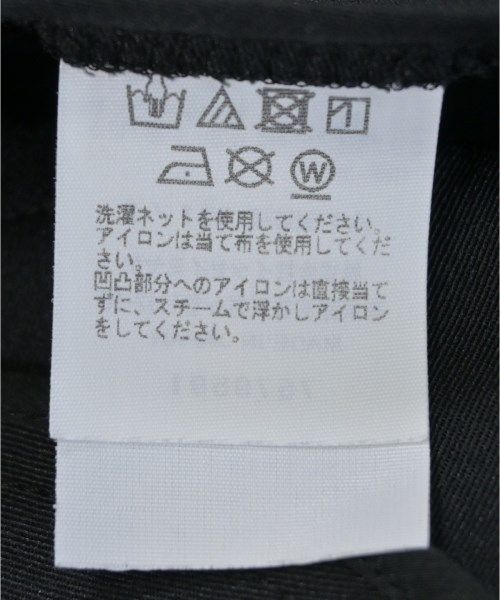 W
洗濯ネットを使用してください。
アイロンは当て布を使用してくだ
さい。
凹凸部分へのアイロンは直接当て
ずに、スチームで浮かしアイロン
をしてください。